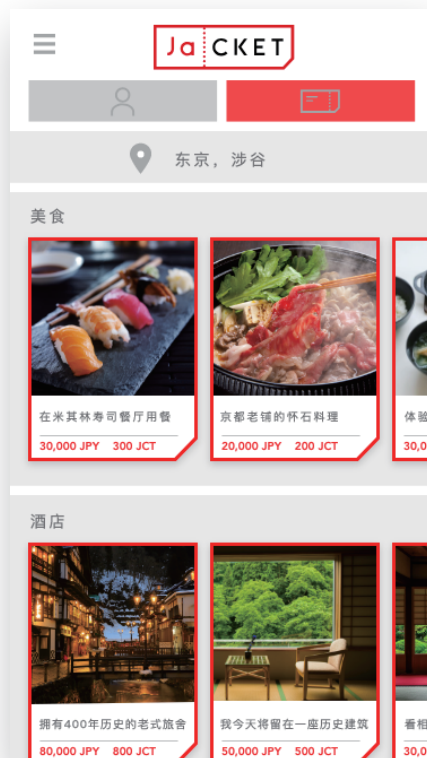 JaCKET
东京，涉谷
美食
在米其林寿司餐厅用餐
30,000 JPY 300 JCT
京都老铺的怀石料理
20,000 JPY 200 JCT
体验
30,0
酒店
拥有400年历史的老式旅舍
80,000 JPY 800 JCT
我今天将留在一座历史建筑
50,000 JPY 500 JCT
看相
30,0